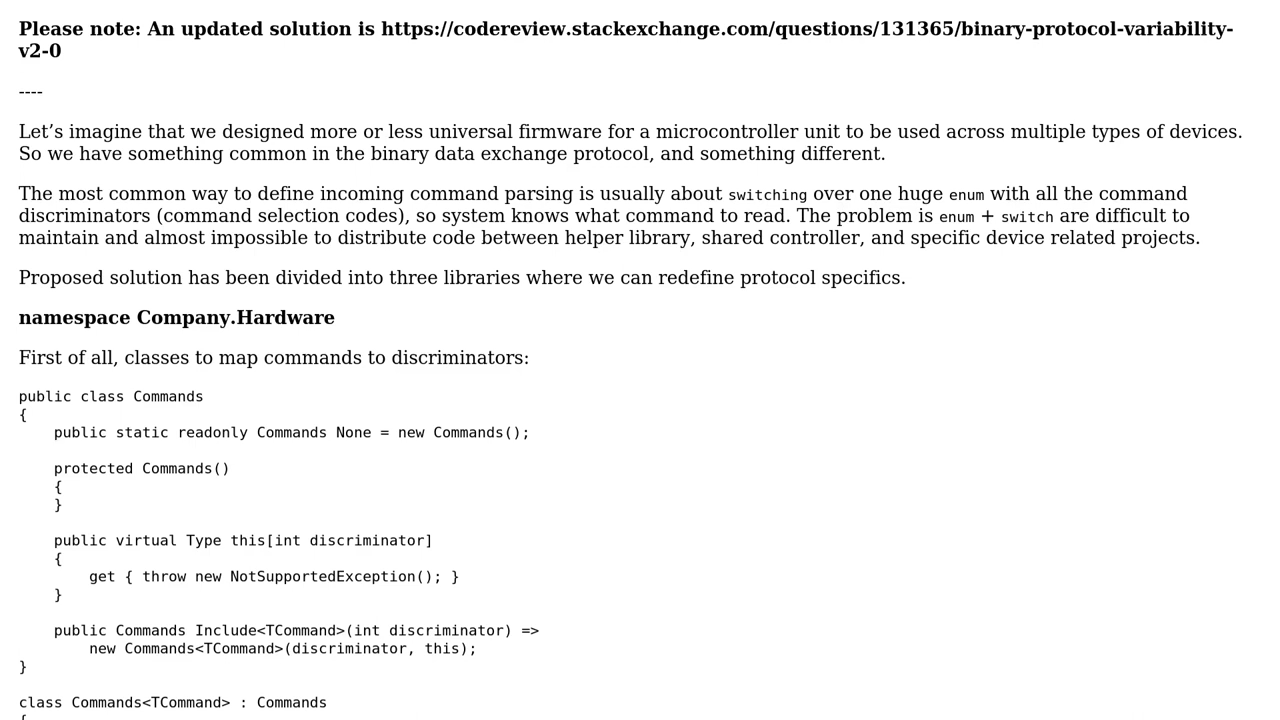 Please note: An updated solution is https://codereview.stackexchange.com/questions/131365/binary-protocol-variability-
v2-0
----
Let’s imagine that we designed more or less universal firmware for a microcontroller unit to be used across multiple types of devices.
So we have something common in the binary data exchange protocol, and something different.
The most common way to define incoming command parsing is usually about switching over one huge enum with all the command
discriminators (command selection codes), so system knows what command to read. The problem is enum + switch are difficult to
maintain and almost impossible to distribute code between helper library, shared controller, and specific device related projects.
Proposed solution has been divided into three libraries where we can redefine protocol specifics.
namespace Company.Hardware
First of all, classes to map commands to discriminators:
public class Commands
{
    public static readonly Commands None = new Commands();
    protected Commands()
    {
    }
    public virtual Type this[int discriminator]
    {
        get { throw new NotSupportedException(); }
    }
    public Commands Include<TCommand>(int discriminator) =>
        new Commands<TCommand>(discriminator, this);
}
class Commands<TCommand> : Commands
{